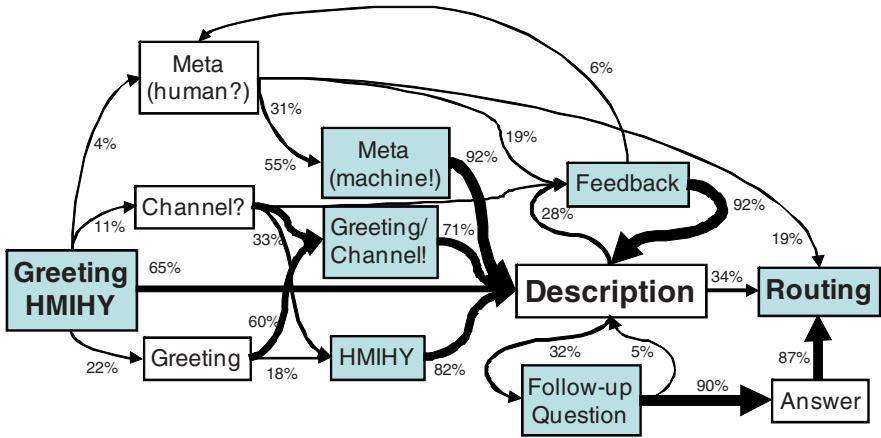 Meta
(human?)
6%
4%
31%
19%
55%
Meta
(machine!)
92%
Feedback
Channel?
28%
92%
11%
33%
Greeting/
Channel!
71%
19%
Greeting
HMIHY
65%
Description
34%
Routing
60%
22%
Greeting
18%
HMIHY
82%
32%
5%
87%
Follow-up
Question
90%
Answer